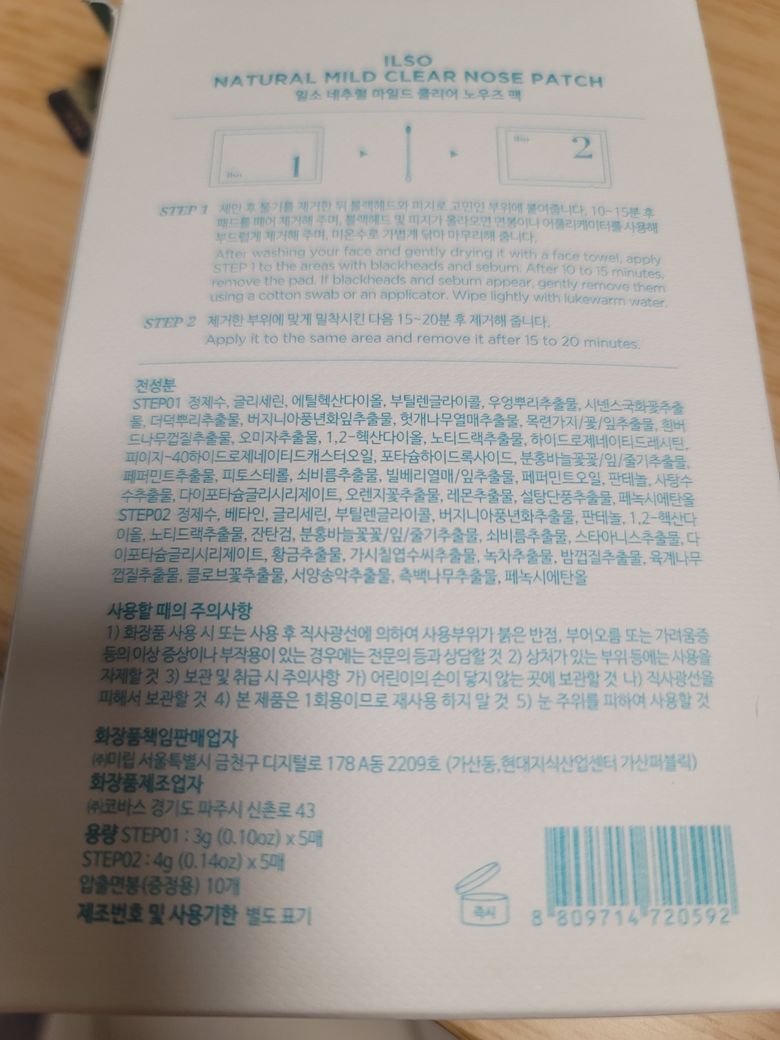 ILSO
NATURAL MILD CLEAR NOSE PATCH
일소 네추럴 마일드 클리어 노우즈 팩
ilso 1
ilso 2
STEP 1 세안 후 물기를 제거한 뒤 블랙헤드와 피지로 고민인 부위에 붙여줍니다. 10~15분 후
패드를 떼어 제거해 주며, 블랙헤드 및 피지가 올라오면 면봉이나 어플리케이터를 사용해
부드럽게 제거해 주며, 미온수로 가볍게 닦아 마무리해 줍니다.
After washing your face and gently drying it with a face towel, apply
STEP 1 to the areas with blackheads and sebum. After 10 to 15 minutes,
remove the pad. If blackheads and sebum appear, gently remove them
using a cotton swab or an applicator. Wipe lightly with lukewarm water.
STEP 2 제거한 부위에 맞게 밀착시킨 다음 15~20분 후 제거해 줍니다.
Apply it to the same area and remove it after 15 to 20 minutes.
전성분
STEP01 정제수, 글리세린, 에틸헥산다이올, 부틸렌글라이콜, 우엉뿌리추출물, 시넨스국화꽃추출
물, 더덕뿌리추출물, 버지니아풍년화잎추출물, 헛개나무열매추출물, 목련가지/꽃/잎추출물, 흰버
드나무껍질추출물, 오미자추출물, 1,2-헥산다이올, 노티드랙추출물, 하이드로제네이티드레시틴,
피이지-40하이드로제네이티드캐스터오일, 포타슘하이드록사이드, 분홍바늘꽃꽃/잎/줄기추출물,
페퍼민트추출물, 피토스테롤, 쇠비름추출물, 빌베리열매/잎추출물, 페퍼민트오일, 판테놀, 사탕수
수추출물, 다이포타슘글리시리제이트, 오렌지꽃추출물, 레몬추출물, 설탕단풍추출물, 페녹시에탄올
STEP02 정제수, 베타인, 글리세린, 부틸렌글라이콜, 버지니아풍년화추출물, 판테놀, 1,2-헥산다
이올, 노티드랙추출물, 잔탄검, 분홍바늘꽃꽃/잎/줄기추출물, 쇠비름추출물, 스타아니스추출물, 다
이포타슘글리시리제이트, 황금추출물, 가시칠엽수씨추출물, 녹차추출물, 밤껍질추출물, 육계나무
껍질추출물, 클로브꽃추출물, 서양송악추출물, 측백나무추출물, 페녹시에탄올
사용할 때의 주의사항
1) 화장품 사용 시 또는 사용 후 직사광선에 의하여 사용부위가 붉은 반점, 부어오름 또는 가려움증
등의 이상 증상이나 부작용이 있는 경우에는 전문의 등과 상담할 것 2) 상처가 있는 부위 등에는 사용을
자제할 것 3) 보관 및 취급 시 주의사항 가) 어린이의 손이 닿지 않는 곳에 보관할 것 나) 직사광선을
피해서 보관할 것 4) 본 제품은 1회용이므로 재사용 하지 말 것 5) 눈 주위를 피하여 사용할 것
화장품책임판매업자
㈜미립 서울특별시 금천구 디지털로 178 A동 2209호 (가산동,현대지식산업센터 가산퍼블릭)
화장품제조업자
㈜코바스 경기도 파주시 신촌로 43
용량 STEP01 : 3g (0.10oz) x 5매
STEP02 : 4g (0.14oz) x 5매
압출면봉(증정용) 10개
제조번호 및 사용기한 별도 표기
즉시
8 809714 720592